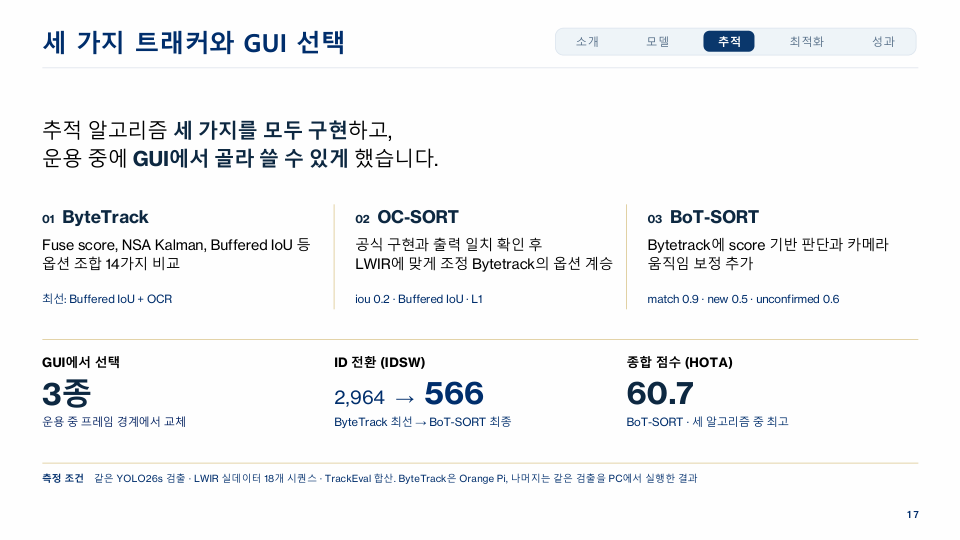 세 가지 트래커와 GUI 선택
소개 모델 추적 최적화 성과
추적 알고리즘 세 가지를 모두 구현하고,
운용 중에 GUI에서 골라 쓸 수 있게 했습니다.
01 ByteTrack
Fuse score, NSA Kalman, Buffered IoU 등
옵션 조합 14가지 비교
최선: Buffered IoU + OCR
02 OC-SORT
공식 구현과 출력 일치 확인 후
LWIR에 맞게 조정 Bytetrack의 옵션 계승
iou 0.2 · Buffered IoU · L1
03 BoT-SORT
Bytetrack에 score 기반 판단과 카메라
움직임 보정 추가
match 0.9 · new 0.5 · unconfirmed 0.6
GUI에서 선택
3종
운용 중 프레임 경계에서 교체
ID 전환 (IDSW)
2,964 → 566
ByteTrack 최선 → BoT-SORT 최종
종합 점수 (HOTA)
60.7
BoT-SORT · 세 알고리즘 중 최고
측정 조건 같은 YOLO26s 검출 · LWIR 실데이터 18개 시퀀스 · TrackEval 합산. ByteTrack은 Orange Pi, 나머지는 같은 검출을 PC에서 실행한 결과
17